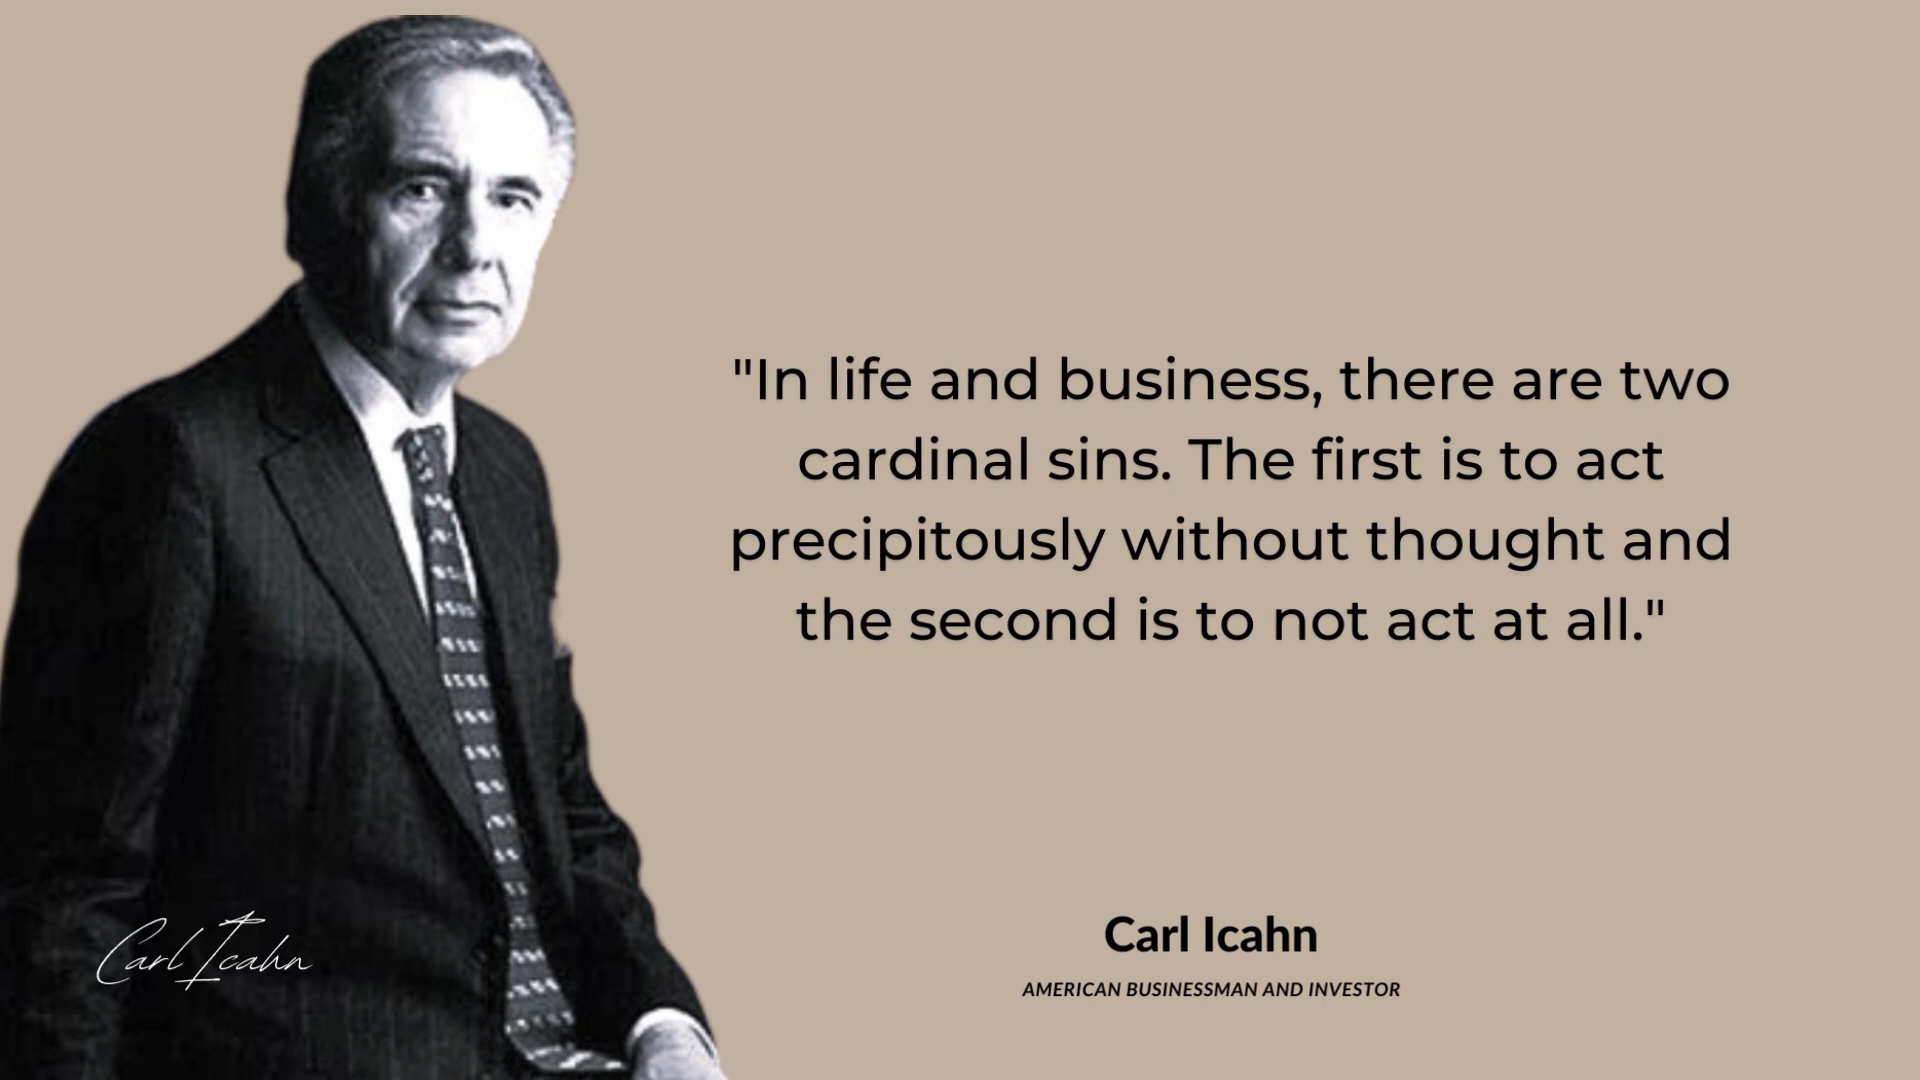 "In life and business, there are two
cardinal sins. The first is to act
precipitously without thought and
the second is to not act at all."
Carl Icahn
Carl Icahn
AMERICAN BUSINESSMAN AND INVESTOR